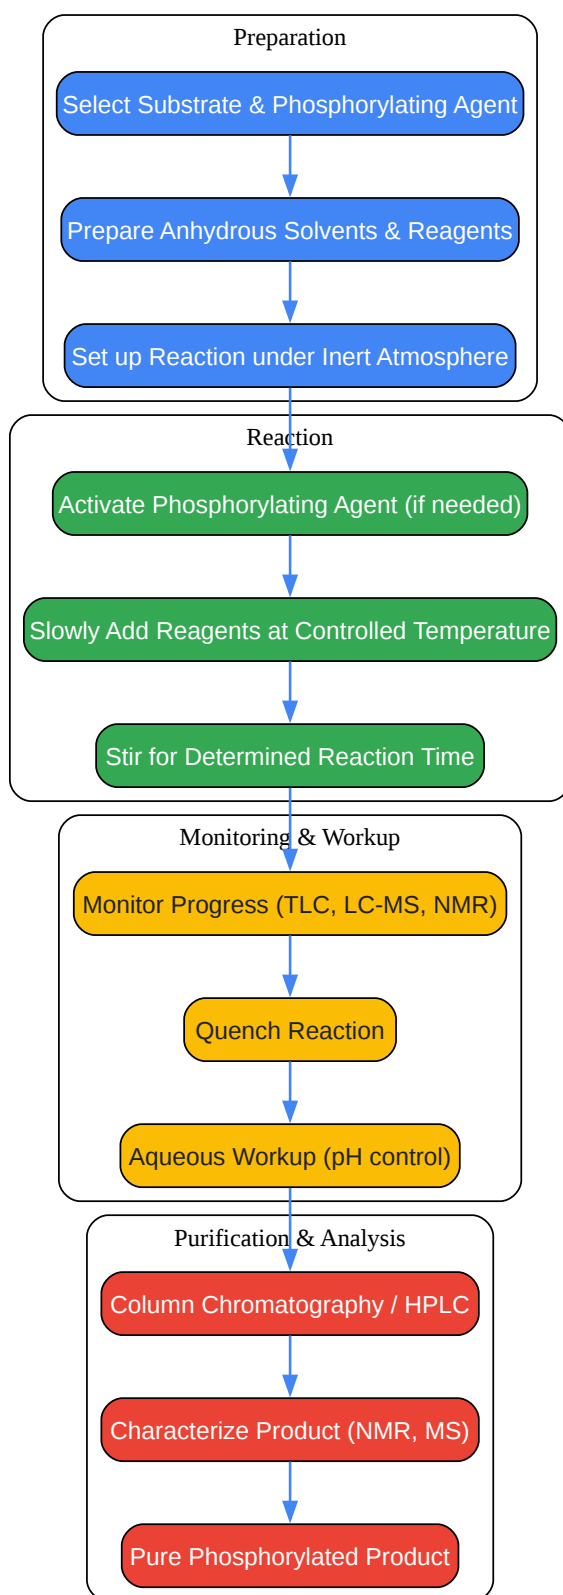 Preparation
Select Substrate & Phosphorylating Agent
Prepare Anhydrous Solvents & Reagents
Set up Reaction under Inert Atmosphere
Reaction
Activate Phosphorylating Agent (if needed)
Slowly Add Reagents at Controlled Temperature
Stir for Determined Reaction Time
Monitoring & Workup
Monitor Progress (TLC, LC-MS, NMR)
Quench Reaction
Aqueous Workup (pH control)
Purification & Analysis
Column Chromatography / HPLC
Characterize Product (NMR, MS)
Pure Phosphorylated Product